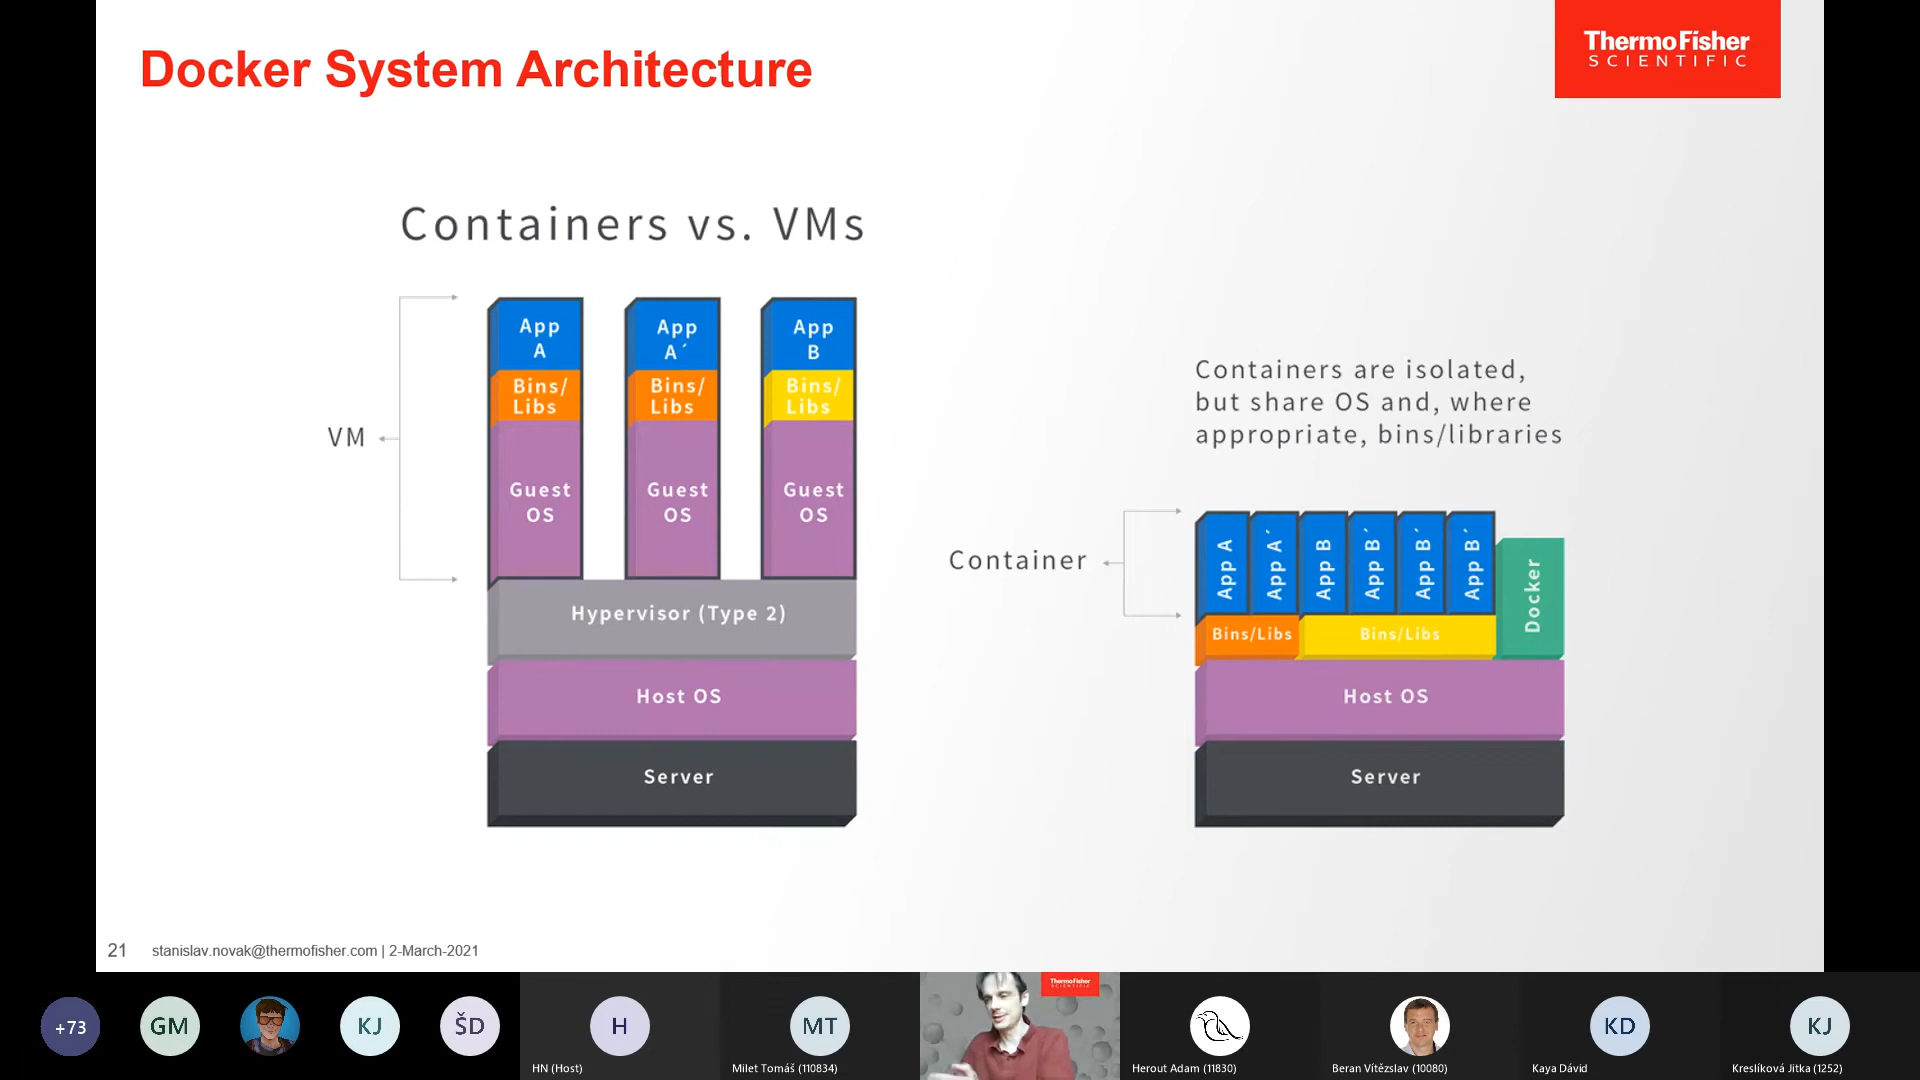 Docker System Architecture
ThermoFisher
SCIENTIFIC
Containers vs. VMs
VM
App
A
Bins/
Libs
Guest
OS
App
A´
Bins/
Libs
Guest
OS
App
B
Bins/
Libs
Guest
OS
Hypervisor (Type 2)
Host OS
Server
Containers are isolated,
but share OS and, where
appropriate, bins/libraries
Container
App A
App A´
App B
App B´
App B´
App B´
Docker
Bins/Libs
Bins/Libs
Host OS
Server
21
stanislav.novak@thermofisher.com | 2-March-2021
+73
GM
KJ
ŠD
H
HN (Host)
MT
Milet Tomáš (110834)
ThermoFisher
SCIENTIFIC
Herout Adam (11830)
Beran Vítězslav (10080)
KD
Kaya Dávid
KJ
Kreslíková Jitka (1252)